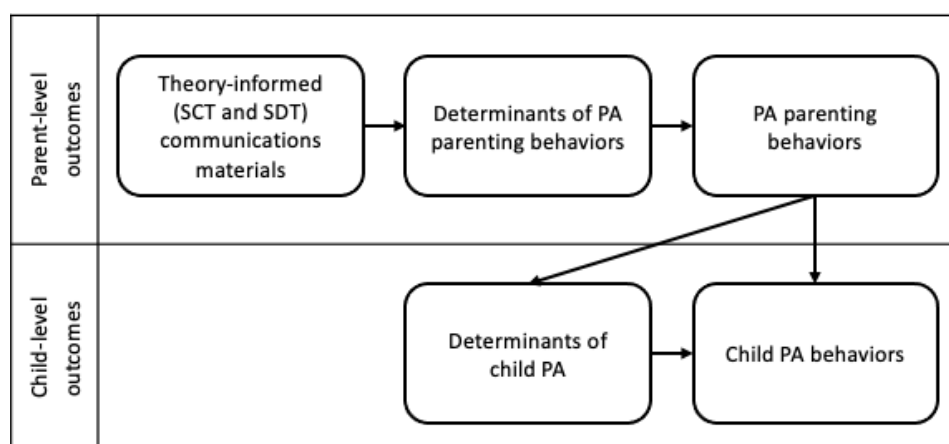 Parent-level
outcomes
Theory-informed
(SCT and SDT)
communications
materials
Determinants of PA
parenting behaviors
PA parenting
behaviors
Child-level
outcomes
Determinants of
child PA
Child PA behaviors